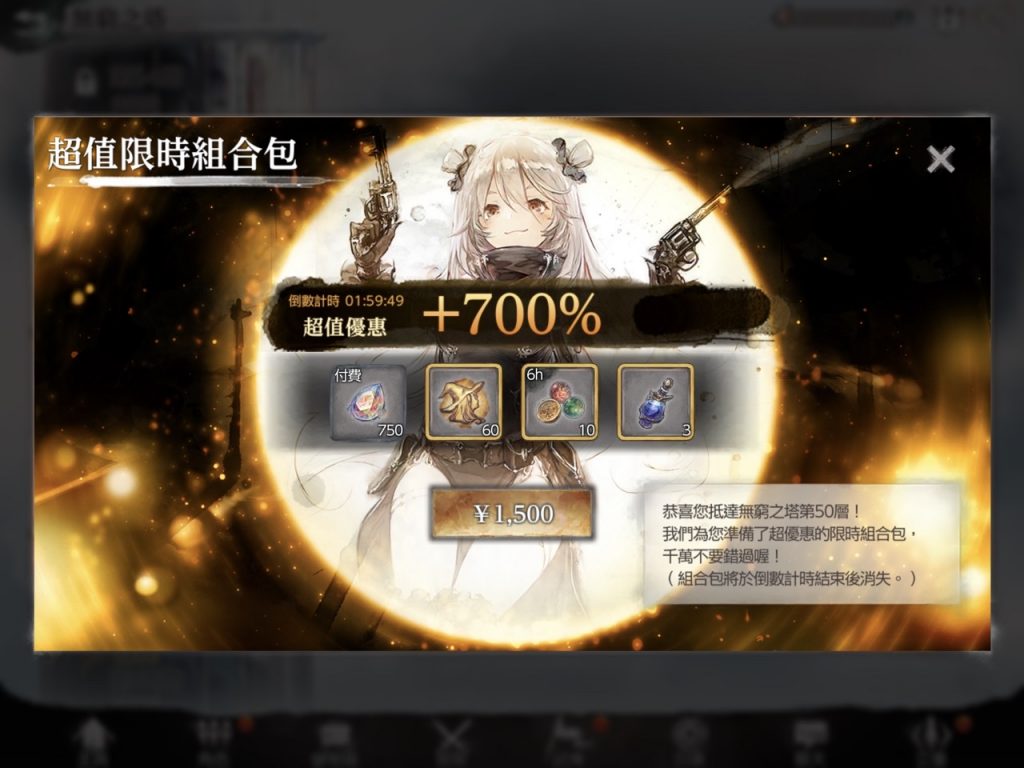 超值限時組合包
倒數計時 01:59:49
超值優惠
+700%
付費
750
60
6h
10
3
¥1,500
恭喜您抵達無窮之塔第50層！
我們為您準備了超優惠的限時組合包，
千萬不要錯過喔！
（組合包將於倒數計時結束後消失。）